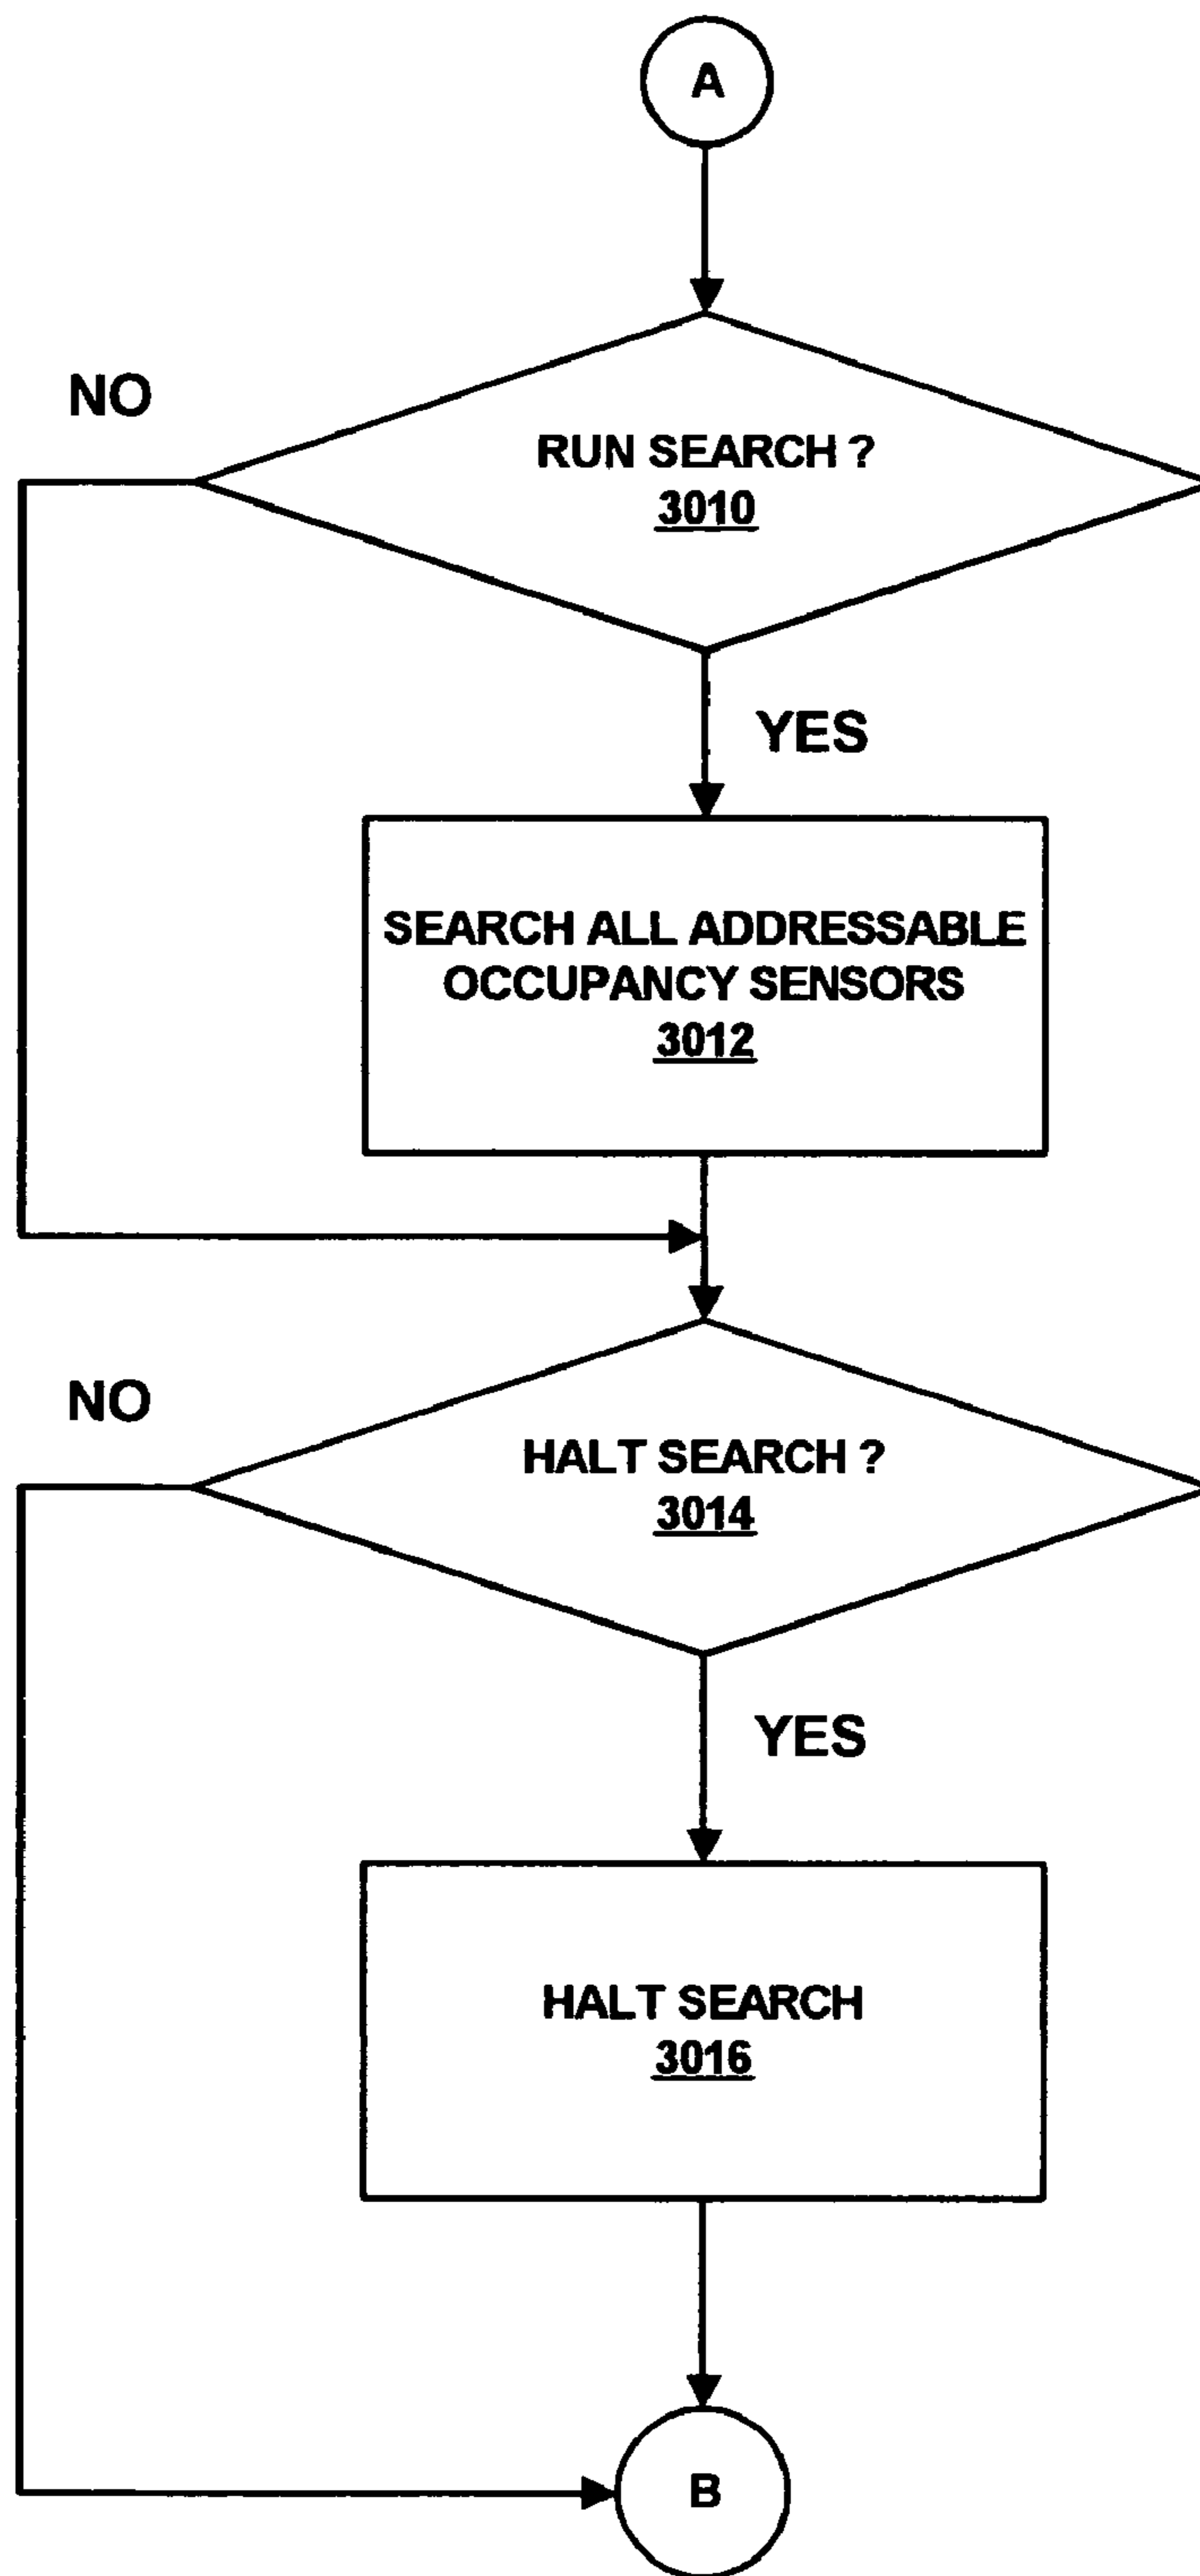 A
NO
RUN SEARCH ?
3010
YES
SEARCH ALL ADDRESSABLE
OCCUPANCY SENSORS
3012
NO
HALT SEARCH ?
3014
YES
HALT SEARCH
3016
B